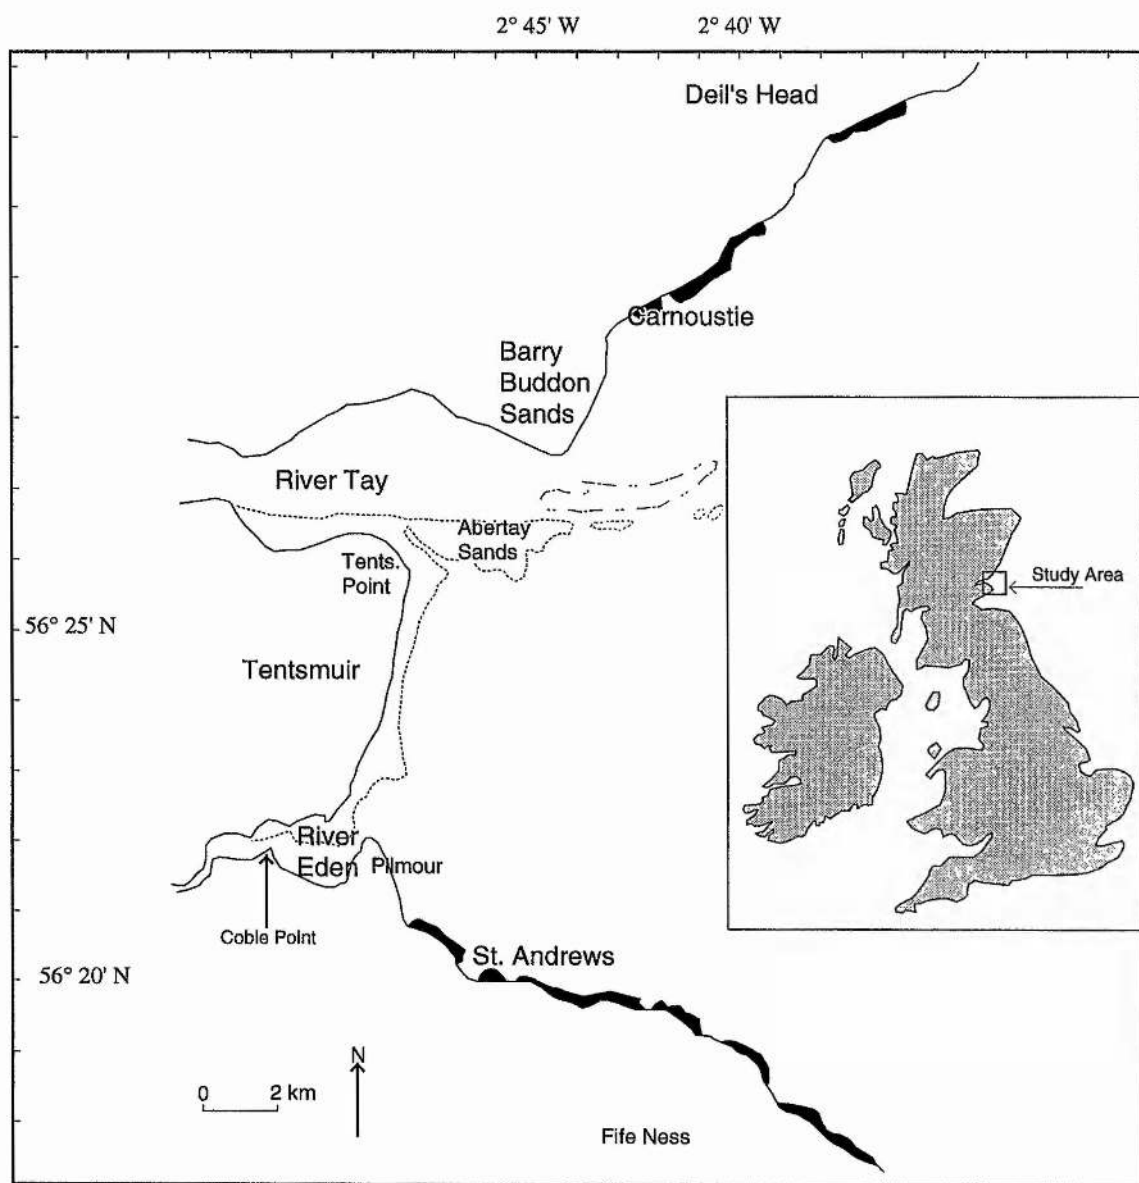 2° 45' W
2° 40' W
Deil's Head
Carnoustie
Barry
Buddon
Sands
River Tay
Abertay
Sands
Tents.
Point
Study Area
56° 25' N
Tentsmuir
River
Eden
Pilmour
Coble Point
St. Andrews
56° 20' N
N
0 2 km
Fife Ness